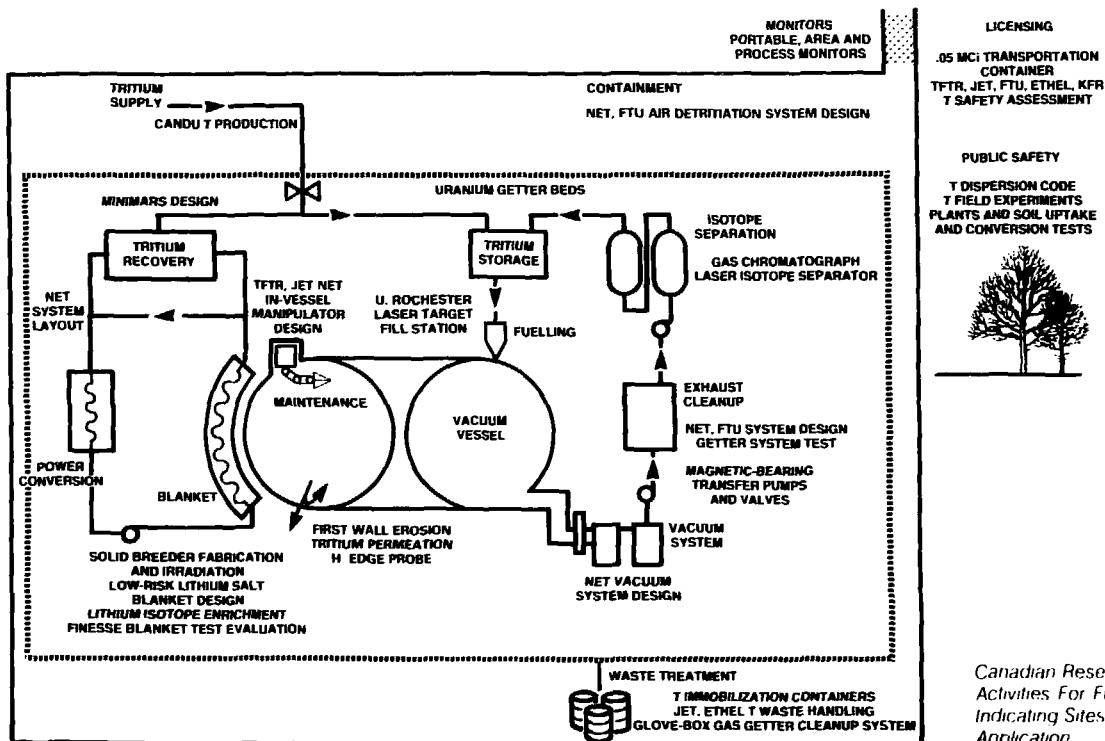 MONITORS
PORTABLE, AREA AND
PROCESS MONITORS
LICENSING
.05 MCi TRANSPORTATION
CONTAINER
TFTR, JET, FTU, ETHEL, KFR
T SAFETY ASSESSMENT
PUBLIC SAFETY
T DISPERSION CODE
T FIELD EXPERIMENTS
PLANTS AND SOIL UPTAKE
AND CONVERSION TESTS
TRITIUM
SUPPLY
CANDU T PRODUCTION
CONTAINMENT
NET, FTU AIR DETRITIATION SYSTEM DESIGN
MINIMARS DESIGN
URANIUM GETTER BEDS
TRITIUM
RECOVERY
TRITIUM
STORAGE
ISOTOPE
SEPARATION
GAS CHROMATOGRAPH
LASER ISOTOPE SEPARATOR
NET
SYSTEM
LAYOUT
TFTR, JET NET
IN-VESSEL
MANIPULATOR
DESIGN
U. ROCHESTER
LASER TARGET
FILL STATION
FUELLING
MAINTENANCE
VACUUM
VESSEL
EXHAUST
CLEANUP
NET, FTU SYSTEM DESIGN
GETTER SYSTEM TEST
POWER
CONVERSION
BLANKET
MAGNETIC-BEARING
TRANSFER PUMPS
AND VALVES
FIRST WALL EROSION
TRITIUM PERMEATION
H EDGE PROBE
VACUUM
SYSTEM
NET VACUUM
SYSTEM DESIGN
SOLID BREEDER FABRICATION
AND IRRADIATION
LOW-RISK LITHIUM SALT
BLANKET DESIGN
LITHIUM ISOTOPE ENRICHMENT
FINESSE BLANKET TEST EVALUATION
WASTE TREATMENT
T IMMOBILIZATION CONTAINERS
JET, ETHEL T WASTE HANDLING
GLOVE-BOX GAS GETTER CLEANUP SYSTEM
Canadian Rese
Activities For F
Indicating Sites
Application